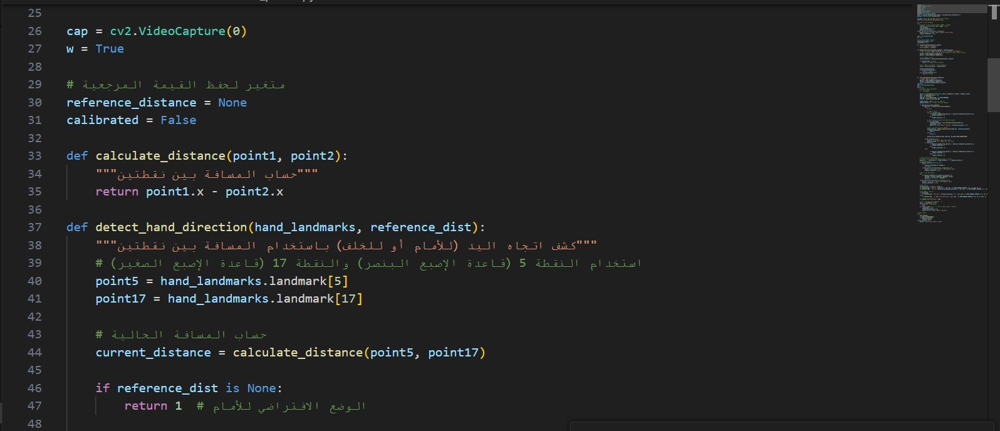 25
26 cap = cv2.VideoCapture(0)
27 w = True
28
29 # متغير لحفظ القيمة المرجعية
30 reference_distance = None
31 calibrated = False
32
33 def calculate_distance(point1, point2):
34 """حساب المسافة بين نقطتين"""
35 return point1.x - point2.x
36
37 def detect_hand_direction(hand_landmarks, reference_dist):
38 """كشف اتجاه اليد (للأمام أو للخلف) باستخدام المسافة بين نقطتين"""
39 # استخدام النقطة 5 (قاعدة الإصبع البنصر) والنقطة 17 (قاعدة الإصبع الصغير)
40 point5 = hand_landmarks.landmark[5]
41 point17 = hand_landmarks.landmark[17]
42
43 # حساب المسافة الحالية
44 current_distance = calculate_distance(point5, point17)
45
46 if reference_dist is None:
47 return 1 # الوضع الافتراضي للأمام
48